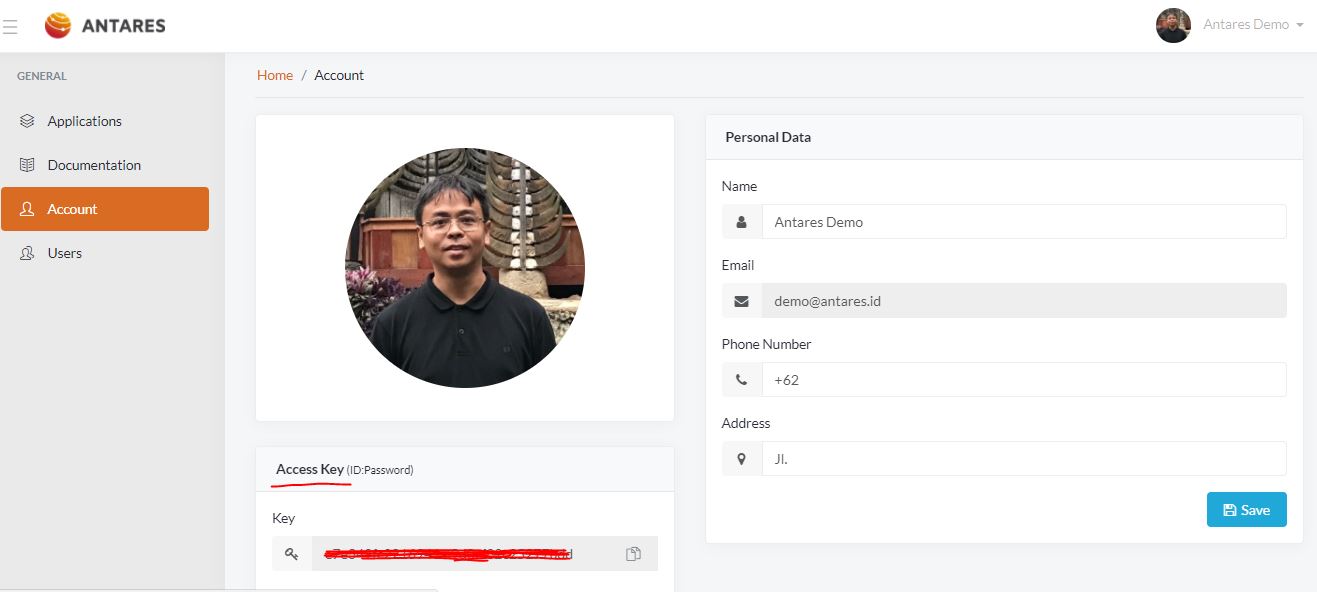 ANTARES
Antares Demo
GENERAL
Applications
Documentation
Account
Users
Home / Account
Access Key (ID:Password)
Key
Personal Data
Name
Antares Demo
Email
demo@antares.id
Phone Number
+62
Address
Jl.
Save